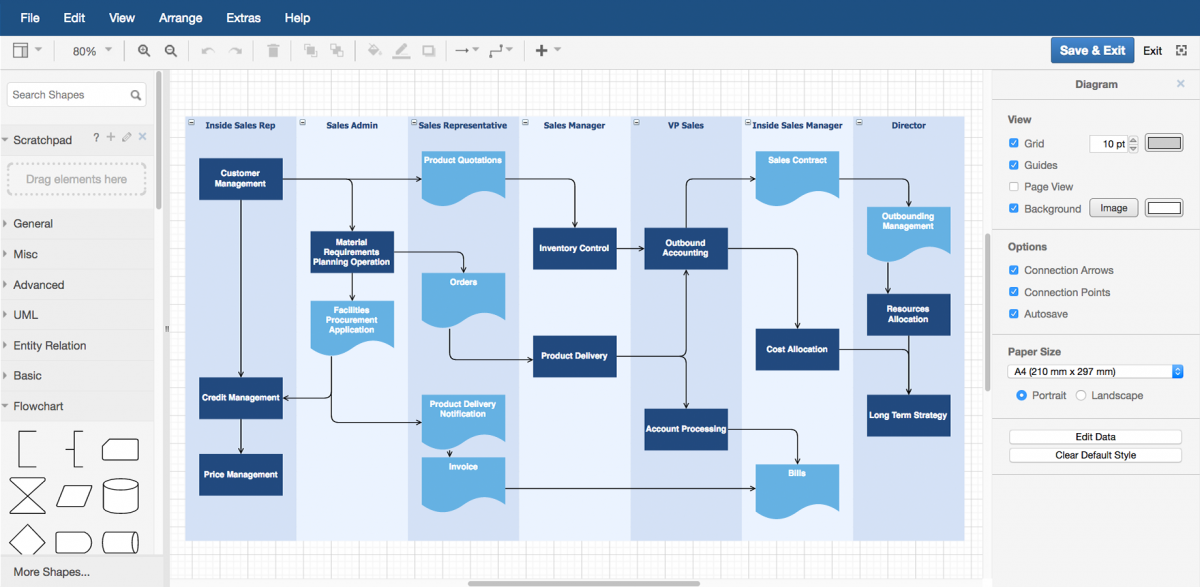 File Edit View Arrange Extras Help
80%
Save & Exit Exit
Search Shapes
Scratchpad ?
Drag elements here
General
Misc
Advanced
UML
Entity Relation
Basic
Flowchart
More Shapes...
Inside Sales Rep
Sales Admin
Sales Representative
Sales Manager
VP Sales
Inside Sales Manager
Director
Customer
Management
Product Quotations
Sales Contract
Outbounding
Management
Material
Requirements
Planning Operation
Inventory Control
Outbound
Accounting
Orders
Facilities
Procurement
Application
Resources
Allocation
Product Delivery
Cost Allocation
Credit Management
Product Delivery
Notification
Account Processing
Long Term Strategy
Price Management
Invoice
Bills
Diagram
View
Grid 10 pt
Guides
Page View
Background Image
Options
Connection Arrows
Connection Points
Autosave
Paper Size
A4 (210 mm x 297 mm)
Portrait Landscape
Edit Data
Clear Default Style